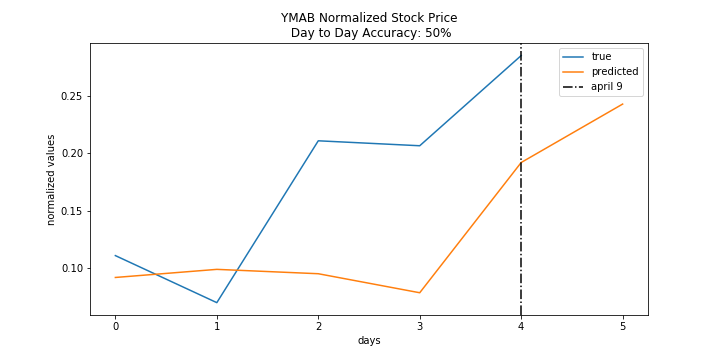 YMAB Normalized Stock Price
Day to Day Accuracy: 50%
true
predicted
april 9
normalized values
0.25
0.20
0.15
0.10
0
1
2
3
4
5
days